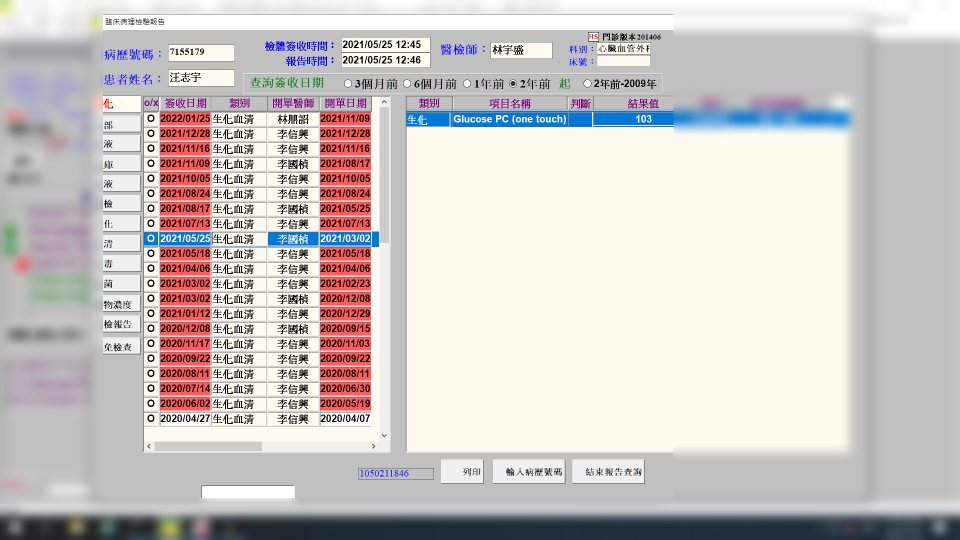 臨床病理檢驗報告
病歷號碼： 7155179 檢體簽收時間： 2021/05/25 12:45 醫檢師： 林宇盛 HS 門診版本201406
科別： 心臟血管外科
報告時間： 2021/05/25 12:46 床號：
患者姓名： 汪志宇
查詢簽收日期 3個月前 6個月前 1年前 2年前 起 2年前-2009年
化 o/x 簽收日期 類別 開單醫師 開單日期 類別 項目名稱 判斷 結果值
O 2022/01/25 生化血清 林朋韶 2021/11/09 生化 Glucose PC (one touch) 103
部 O 2021/12/28 生化血清 李信興 2021/12/28
液 O 2021/11/16 生化血清 李信興 2021/11/16
庫 O 2021/11/09 生化血清 李國楨 2021/08/17
液 O 2021/10/05 生化血清 李信興 2021/10/05
O 2021/08/24 生化血清 李信興 2021/08/24
檢 O 2021/08/17 生化血清 李國楨 2021/05/25
化 O 2021/07/13 生化血清 李信興 2021/07/13
清 O 2021/05/25 生化血清 李國楨 2021/03/02
O 2021/05/18 生化血清 李信興 2021/05/18
毒 O 2021/04/06 生化血清 李信興 2021/04/06
菌 O 2021/03/02 生化血清 李信興 2021/02/23
物濃度 O 2021/03/02 生化血清 李國楨 2020/12/08
O 2021/01/12 生化血清 李信興 2020/12/29
檢報告 O 2020/12/08 生化血清 李國楨 2020/09/15
免檢查 O 2020/11/17 生化血清 李信興 2020/11/03
O 2020/09/22 生化血清 李信興 2020/09/22
O 2020/08/11 生化血清 李信興 2020/08/11
O 2020/07/14 生化血清 李信興 2020/06/30
O 2020/06/02 生化血清 李信興 2020/05/19
O 2020/04/27 生化血清 李信興 2020/04/07
1050211846 列印 輸入病歷號碼 結束報告查詢